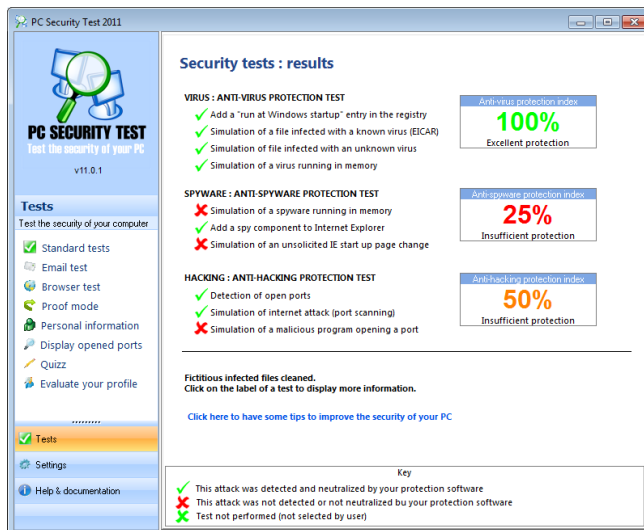 PC Security Test 2011
PC SECURITY TEST
Test the security of your PC
v11.0.1
Tests
Test the security of your computer
Standard tests
Email test
Browser test
Proof mode
Personal information
Display opened ports
Quizz
Evaluate your profile
Tests
Settings
Help & documentation
Security tests : results
VIRUS : ANTI-VIRUS PROTECTION TEST
Add a "run at Windows startup" entry in the registry
Simulation of a file infected with a known virus (EICAR)
Simulation of file infected with an unknown virus
Simulation of a virus running in memory
Anti-virus protection index
100%
Excellent protection
SPYWARE : ANTI-SPYWARE PROTECTION TEST
Simulation of a spyware running in memory
Add a spy component to Internet Explorer
Simulation of an unsolicited IE start up page change
Anti-spyware protection index
25%
Insufficient protection
HACKING : ANTI-HACKING PROTECTION TEST
Detection of open ports
Simulation of internet attack (port scanning)
Simulation of a malicious program opening a port
Anti-hacking protection index
50%
Insufficient protection
Fictitious infected files cleaned.
Click on the label of a test to display more information.
Click here to have some tips to improve the security of your PC
Key
This attack was detected and neutralized by your protection software
This attack was not detected or not neutralized bu your protection software
Test not performed (not selected by user)